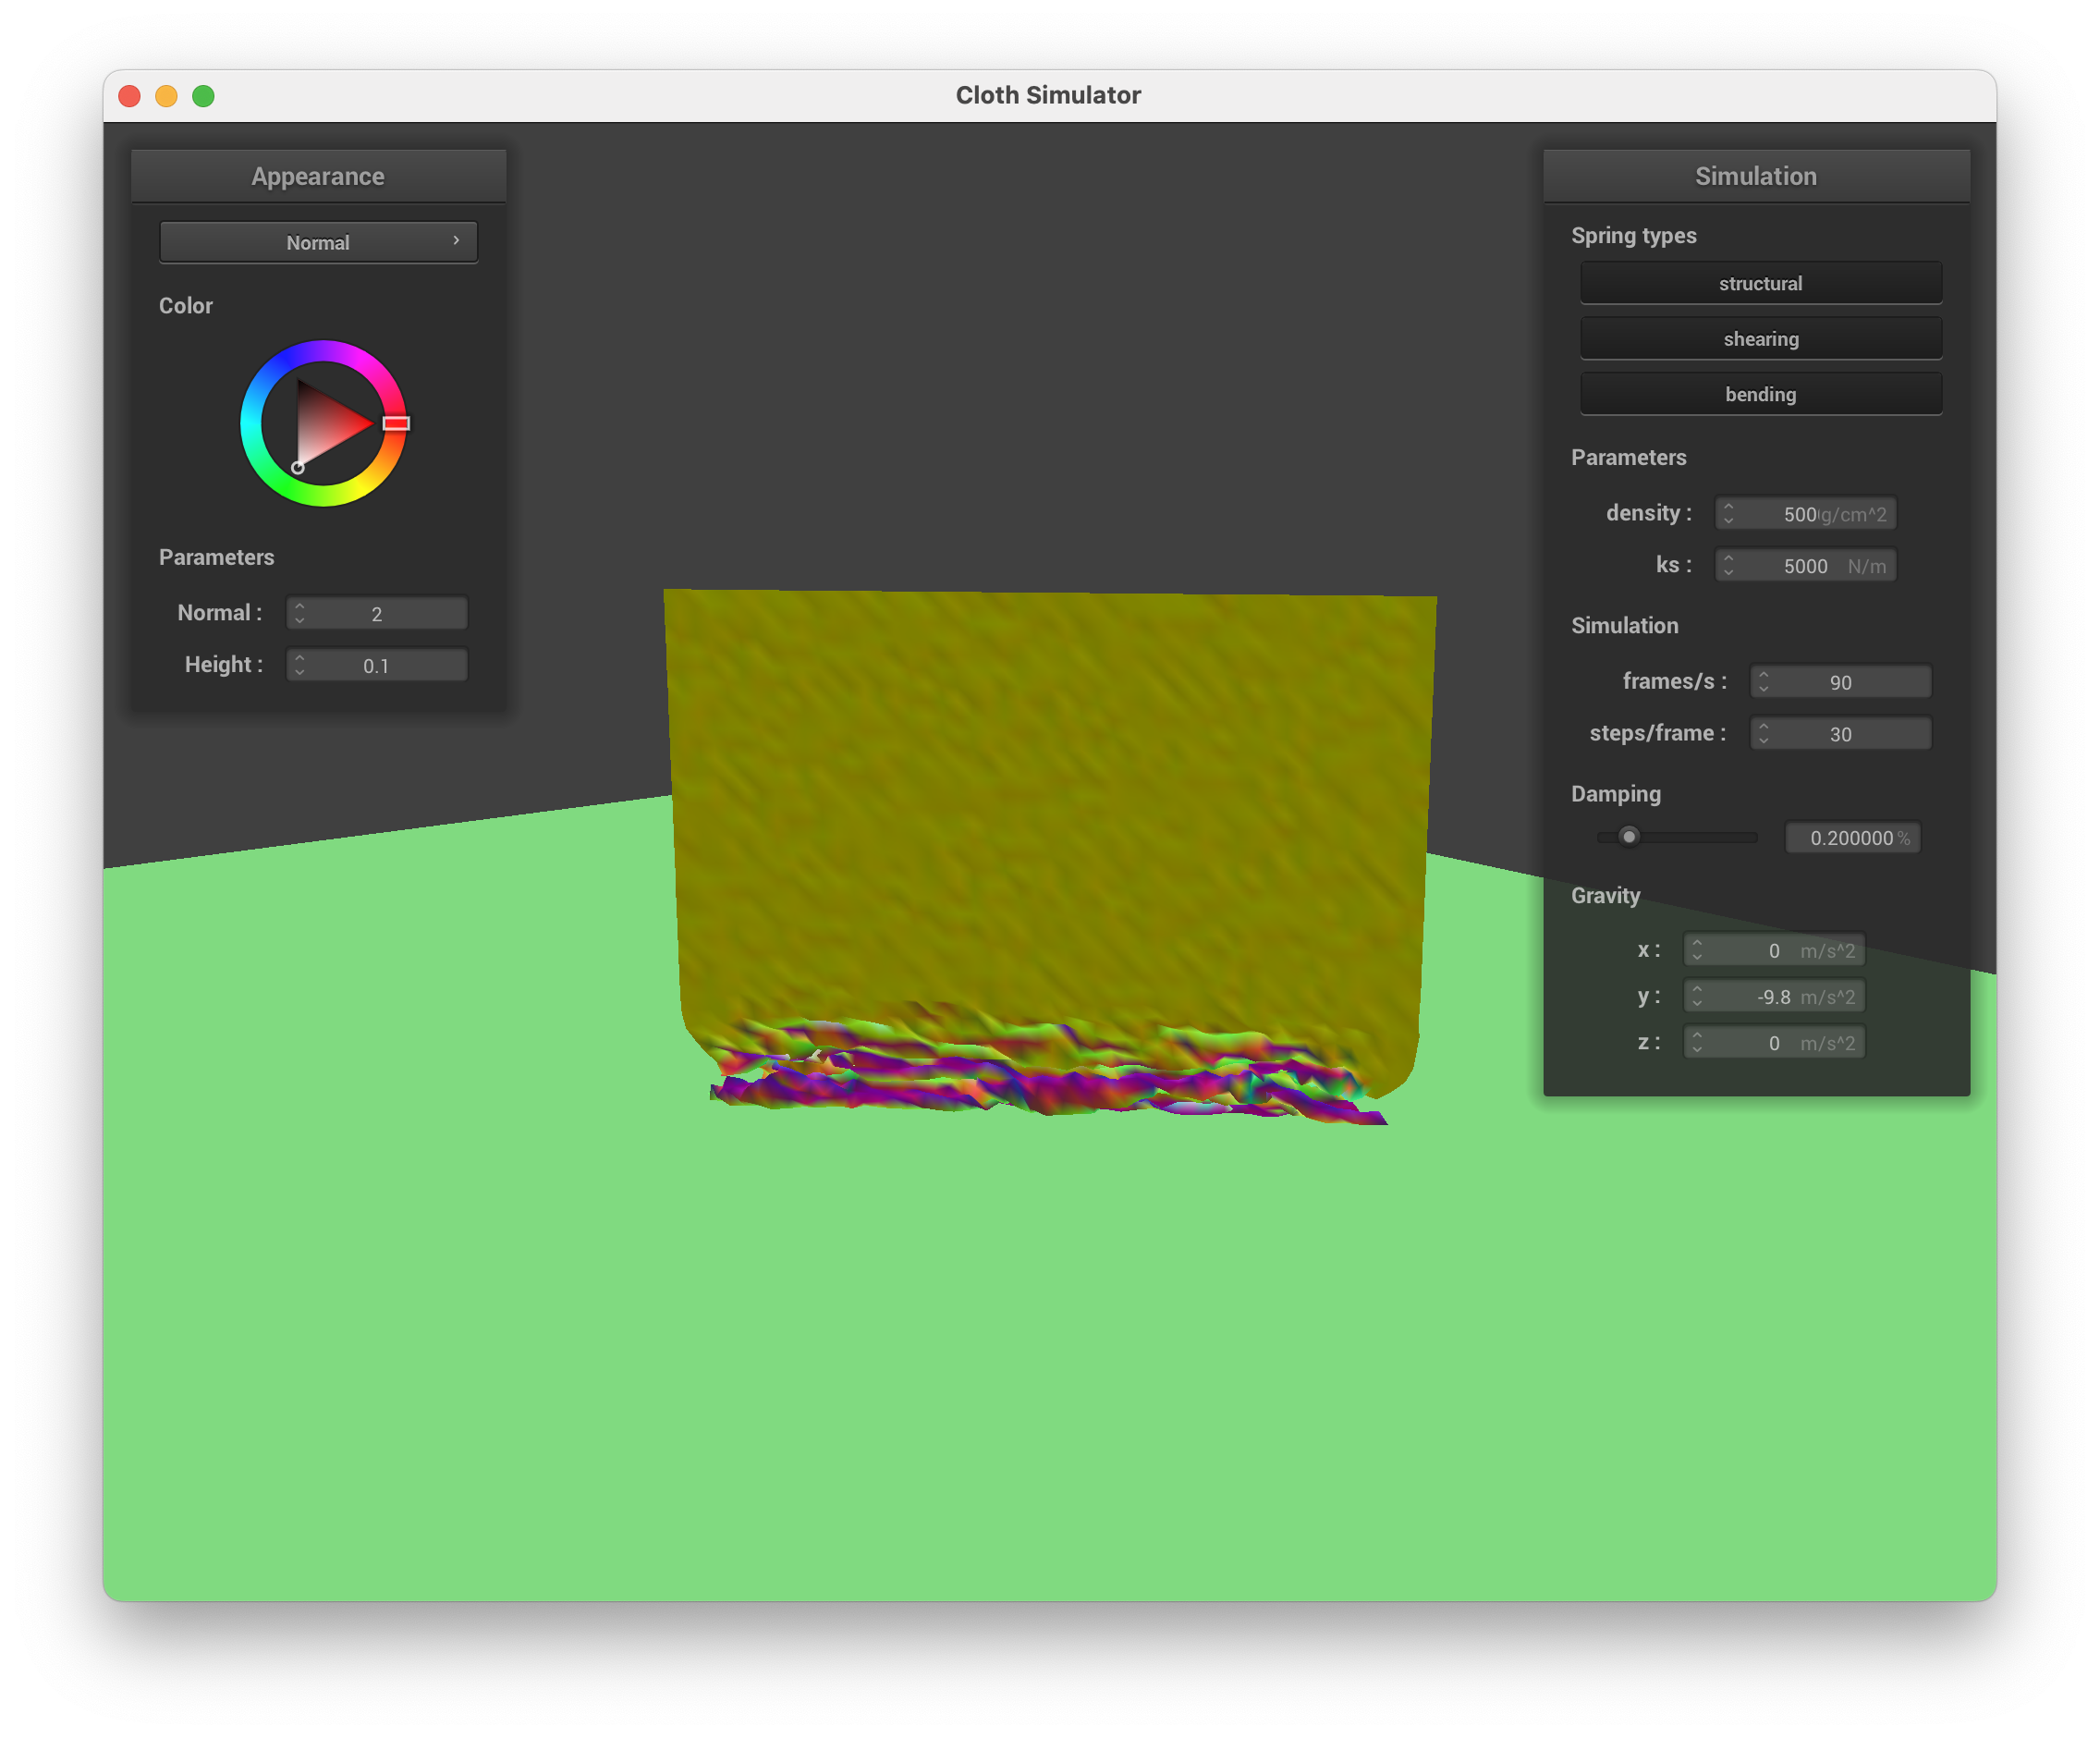 Cloth Simulator
Appearance
Normal
Color
Parameters
Normal : 2
Height : 0.1
Simulation
Spring types
structural
shearing
bending
Parameters
density : 500 g/cm^2
ks : 5000 N/m
Simulation
frames/s : 90
steps/frame : 30
Damping
0.200000 %
Gravity
x : 0 m/s^2
y : -9.8 m/s^2
z : 0 m/s^2